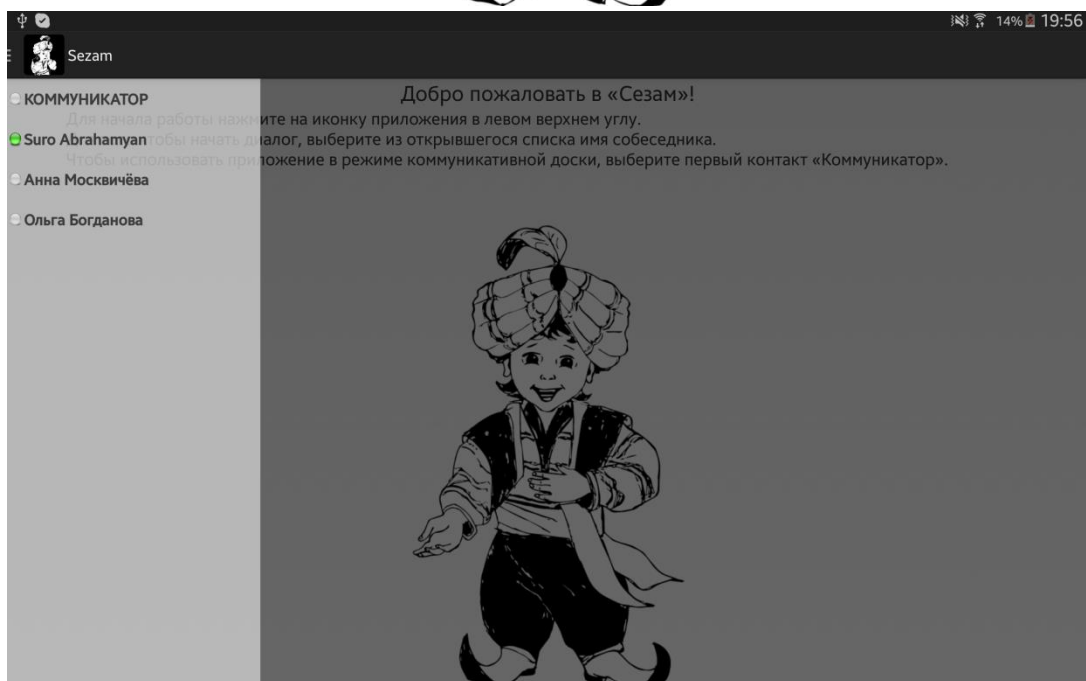 14% 19:56
Sezam
КОММУНИКАТОР
Suro Abrahamyan
Анна Москвичёва
Ольга Богданова
Добро пожаловать в «Сезам»!
Для начала работы нажмите на иконку приложения в левом верхнем углу.
тобы начать диалог, выберите из открывшегося списка имя собеседника.
Чтобы использовать приложение в режиме коммуникативной доски, выберите первый контакт «Коммуникатор».